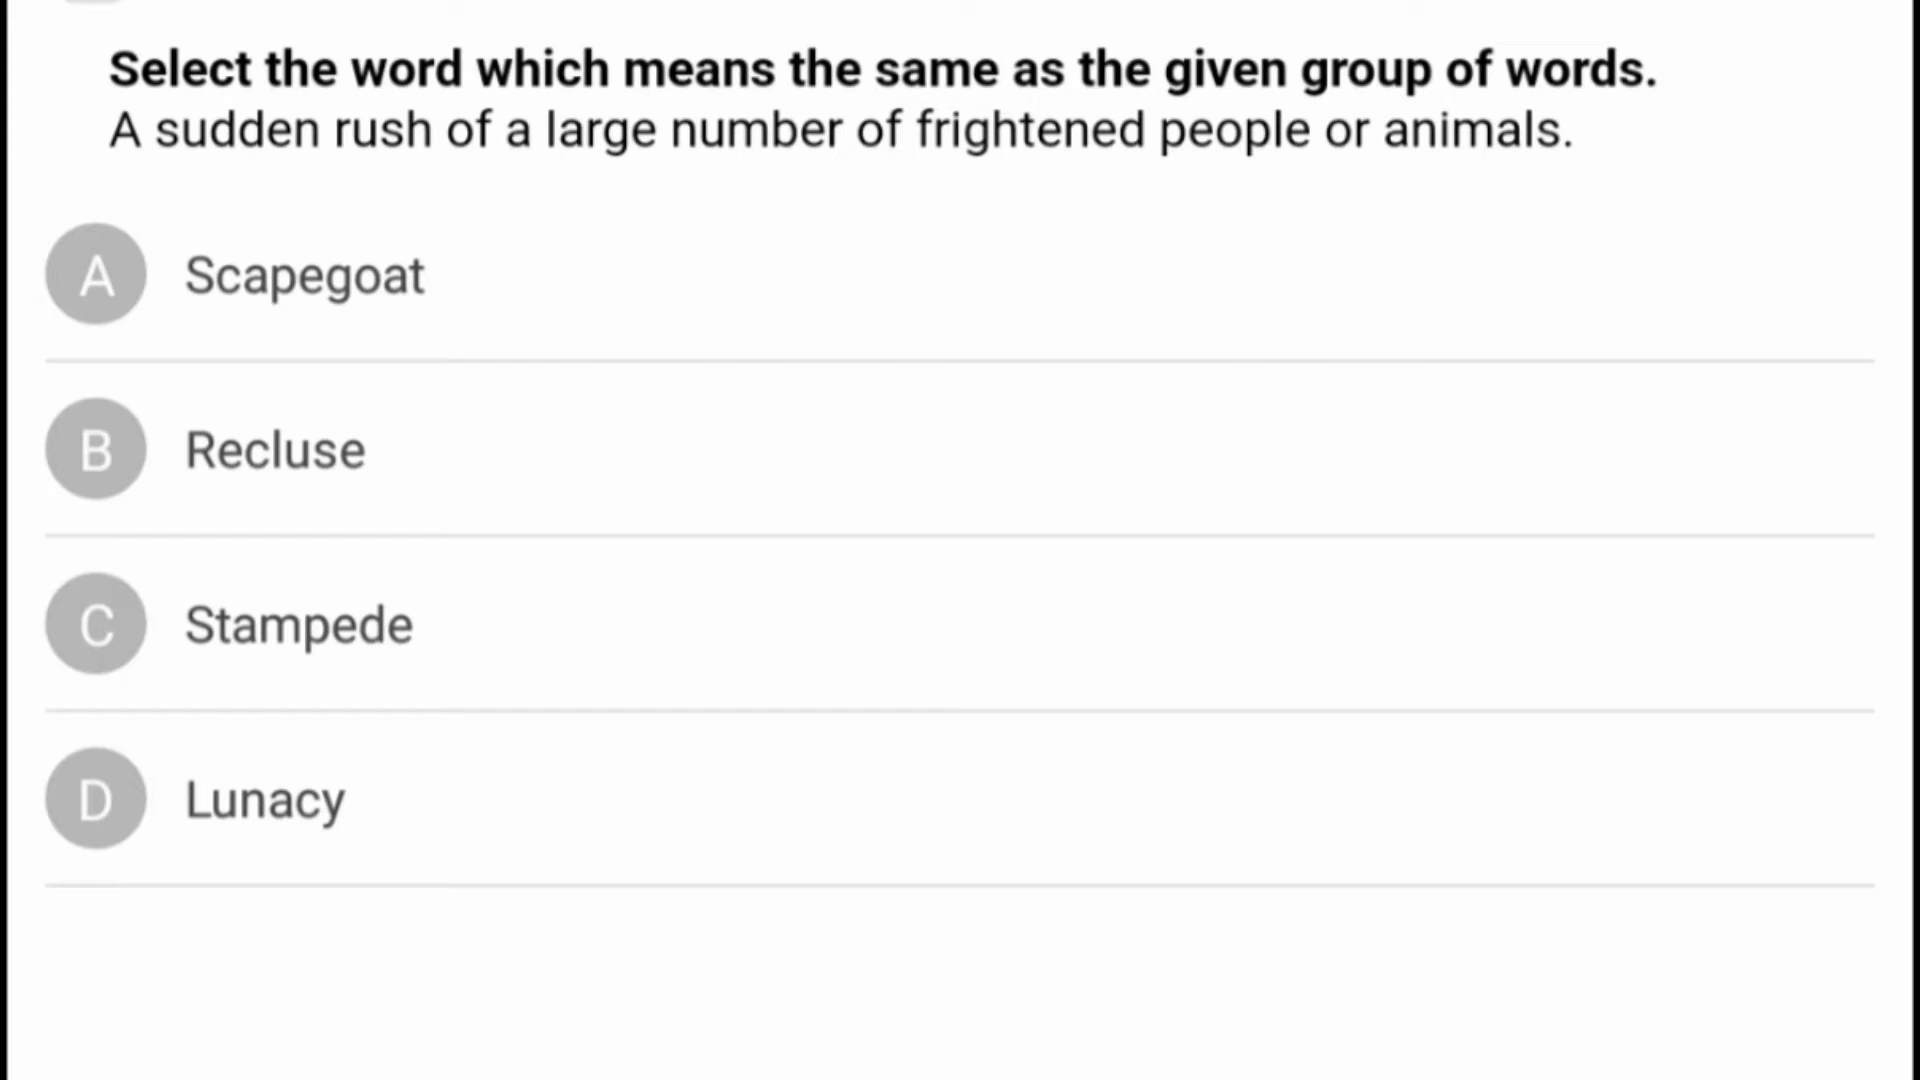 Select the word which means the same as the given group of words.
A sudden rush of a large number of frightened people or animals.
A Scapegoat
B Recluse
C Stampede
D Lunacy